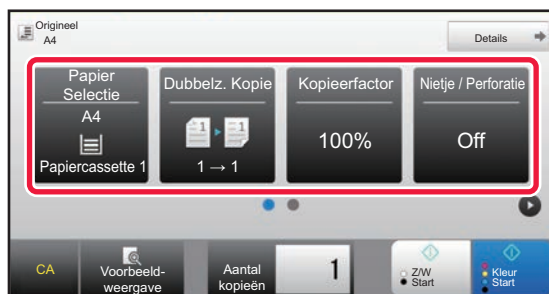 Origineel
A4
Details
Papier
Selectie
A4
Papiercassette 1
Dubbelz. Kopie
1 → 1
Kopieerfactor
100%
Nietje / Perforatie
Off
CA
Voorbeeld-
weergave
Aantal
kopieën
1
Z/W
Start
Kleur
Start